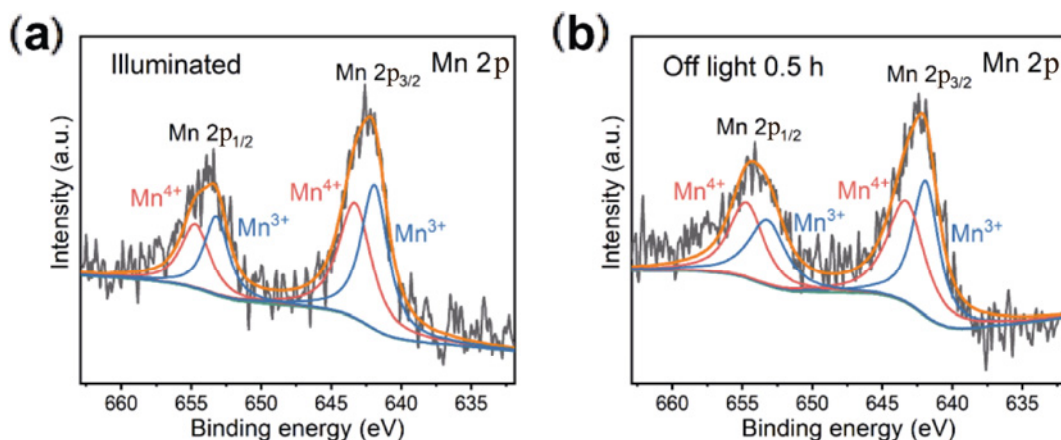 (a)
Illuminated
Mn 2p
Mn 2p3/2
Mn 2p1/2
Mn4+
Mn3+
Mn4+
Mn3+
Intensity (a.u.)
660 655 650 645 640 635
Binding energy (eV)
(b)
Off light 0.5 h
Mn 2p
Mn 2p3/2
Mn 2p1/2
Mn4+
Mn3+
Mn4+
Mn3+
Intensity (a.u.)
660 655 650 645 640 635
Binding energy (eV)